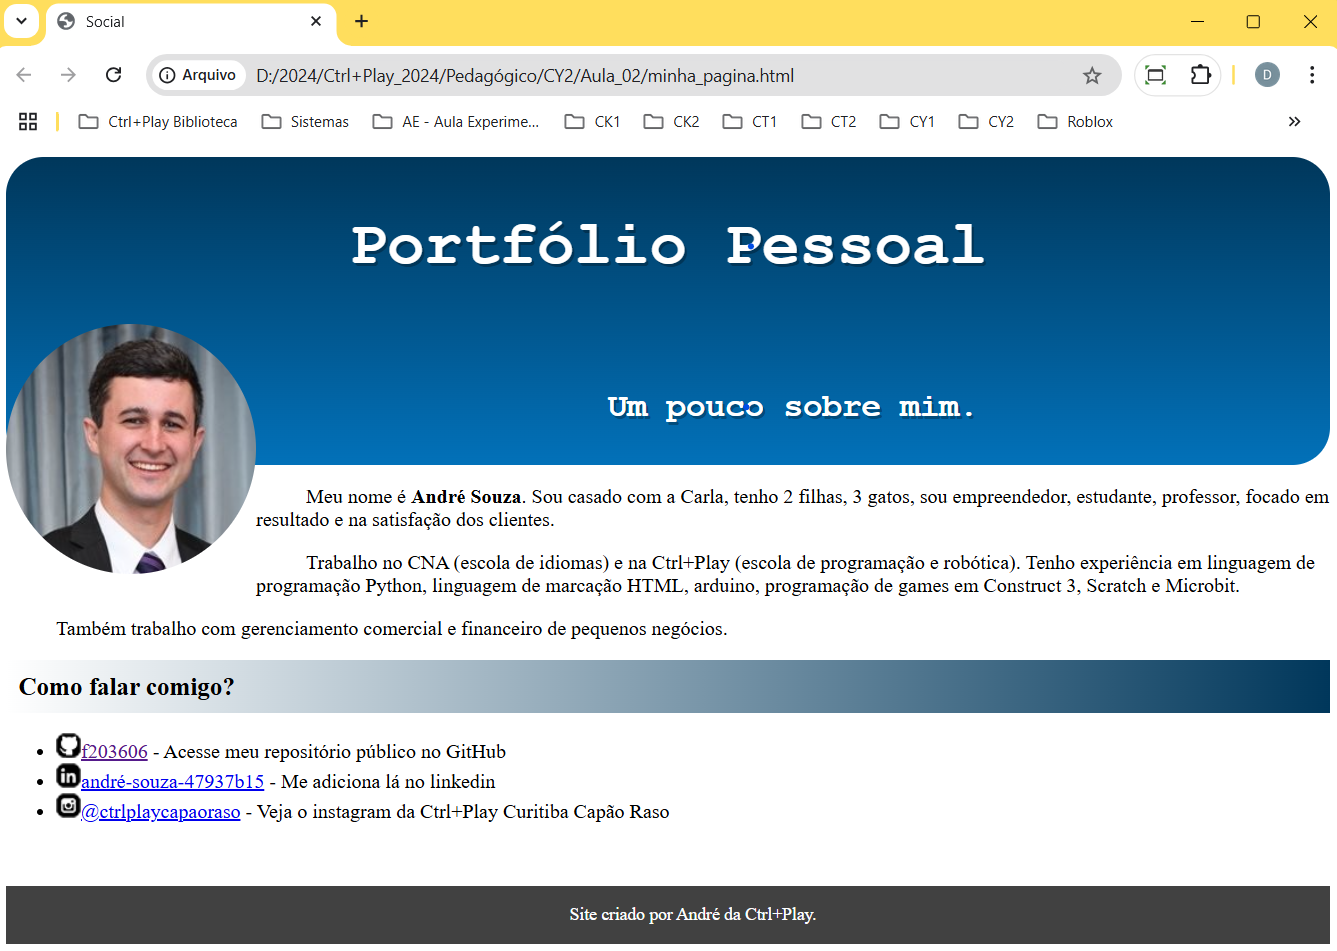 Social
Arquivo
D:/2024/Ctrl+Play_2024/Pedagógico/CY2/Aula_02/minha_pagina.html
D
Ctrl+Play Biblioteca Sistemas AE - Aula Experime... CK1 CK2 CT1 CT2 CY1 CY2 Roblox »
Portfólio Pessoal
Um pouco sobre mim.
Meu nome é André Souza. Sou casado com a Carla, tenho 2 filhas, 3 gatos, sou empreendedor, estudante, professor, focado em
resultado e na satisfação dos clientes.
Trabalho no CNA (escola de idiomas) e na Ctrl+Play (escola de programação e robótica). Tenho experiência em linguagem de
programação Python, linguagem de marcação HTML, arduino, programação de games em Construct 3, Scratch e Microbit.
Também trabalho com gerenciamento comercial e financeiro de pequenos negócios.
Como falar comigo?
f203606 - Acesse meu repositório público no GitHub
in andré-souza-47937b15 - Me adiciona lá no linkedin
@ctrlplaycapaoraso - Veja o instagram da Ctrl+Play Curitiba Capão Raso
Site criado por André da Ctrl+Play.